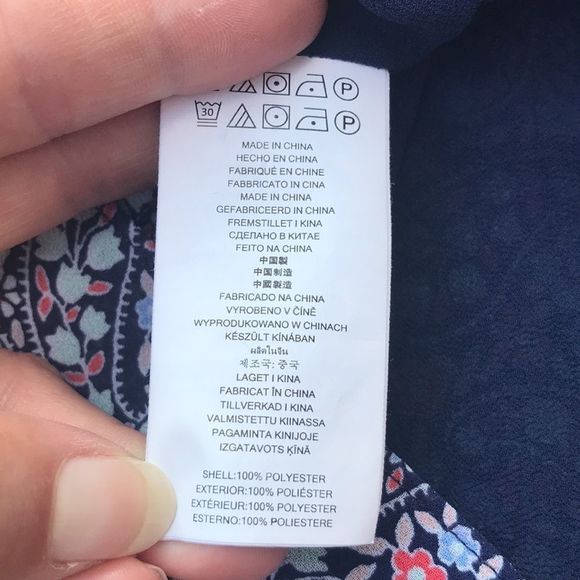 P
30 P
MADE IN CHINA
HECHO EN CHINA
FABRIQUÉ EN CHINE
FABBRICATO IN CINA
MADE IN CHINA
GEFABRICEERD IN CHINA
FREMSTILLET I KINA
СДЕЛАНО В КИТАЕ
FEITO NA CHINA
中国製
中国制造
中國製造
FABRICADO NA CHINA
VYROBENO V ČÍNĚ
WYPRODUKOWANO W CHINACH
KÉSZÜLT KÍNÁBAN
ผลิตในจีน
제조국: 중국
LAGET I KINA
FABRICAT ÎN CHINA
TILLVERKAD I KINA
VALMISTETTU KIINASSA
PAGAMINTA KINIJOJE
IZGATAVOTS ĶĪNĀ
SHELL:100% POLYESTER
EXTERIOR:100% POLIÉSTER
EXTÉRIEUR:100% POLYESTER
ESTERNO:100% POLIESTERE